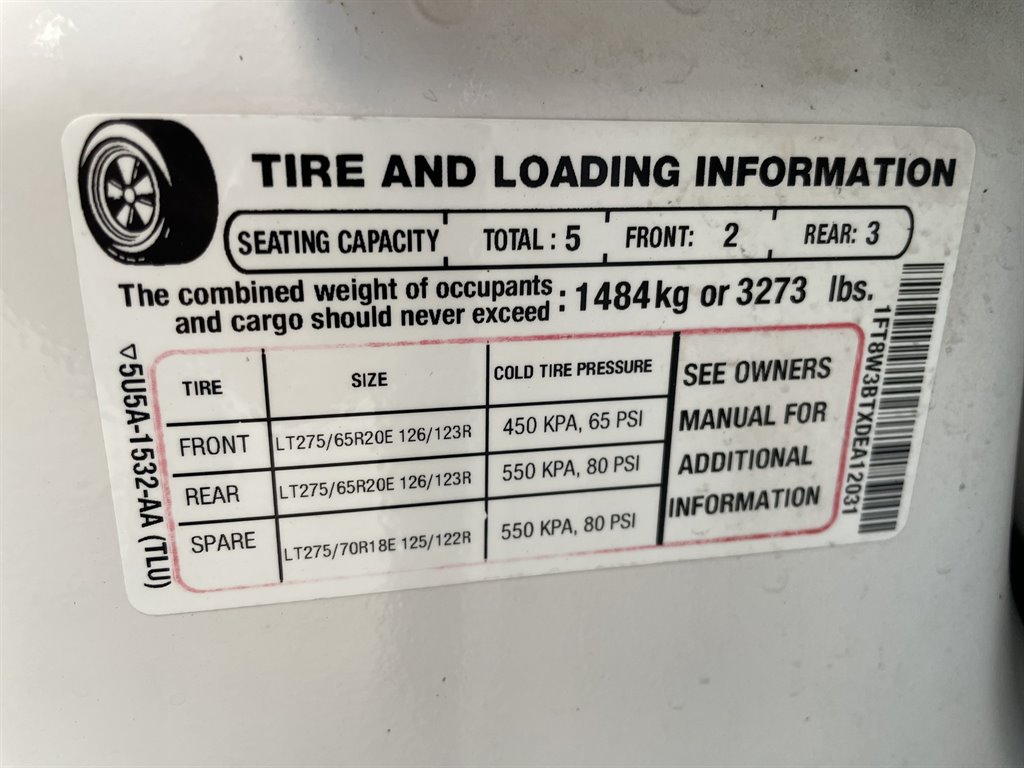 TIRE AND LOADING INFORMATION
SEATING CAPACITY TOTAL : 5 FRONT: 2 REAR: 3
The combined weight of occupants and cargo should never exceed : 1484 kg or 3273 lbs.
TIRE SIZE COLD TIRE PRESSURE
FRONT LT275/65R20E 126/123R 450 KPA, 65 PSI
REAR LT275/65R20E 126/123R 550 KPA, 80 PSI
SPARE LT275/70R18E 125/122R 550 KPA, 80 PSI
SEE OWNERS
MANUAL FOR
ADDITIONAL
INFORMATION
5U5A-1532-AA (TLU)
1FT8W3BTXDEA12031